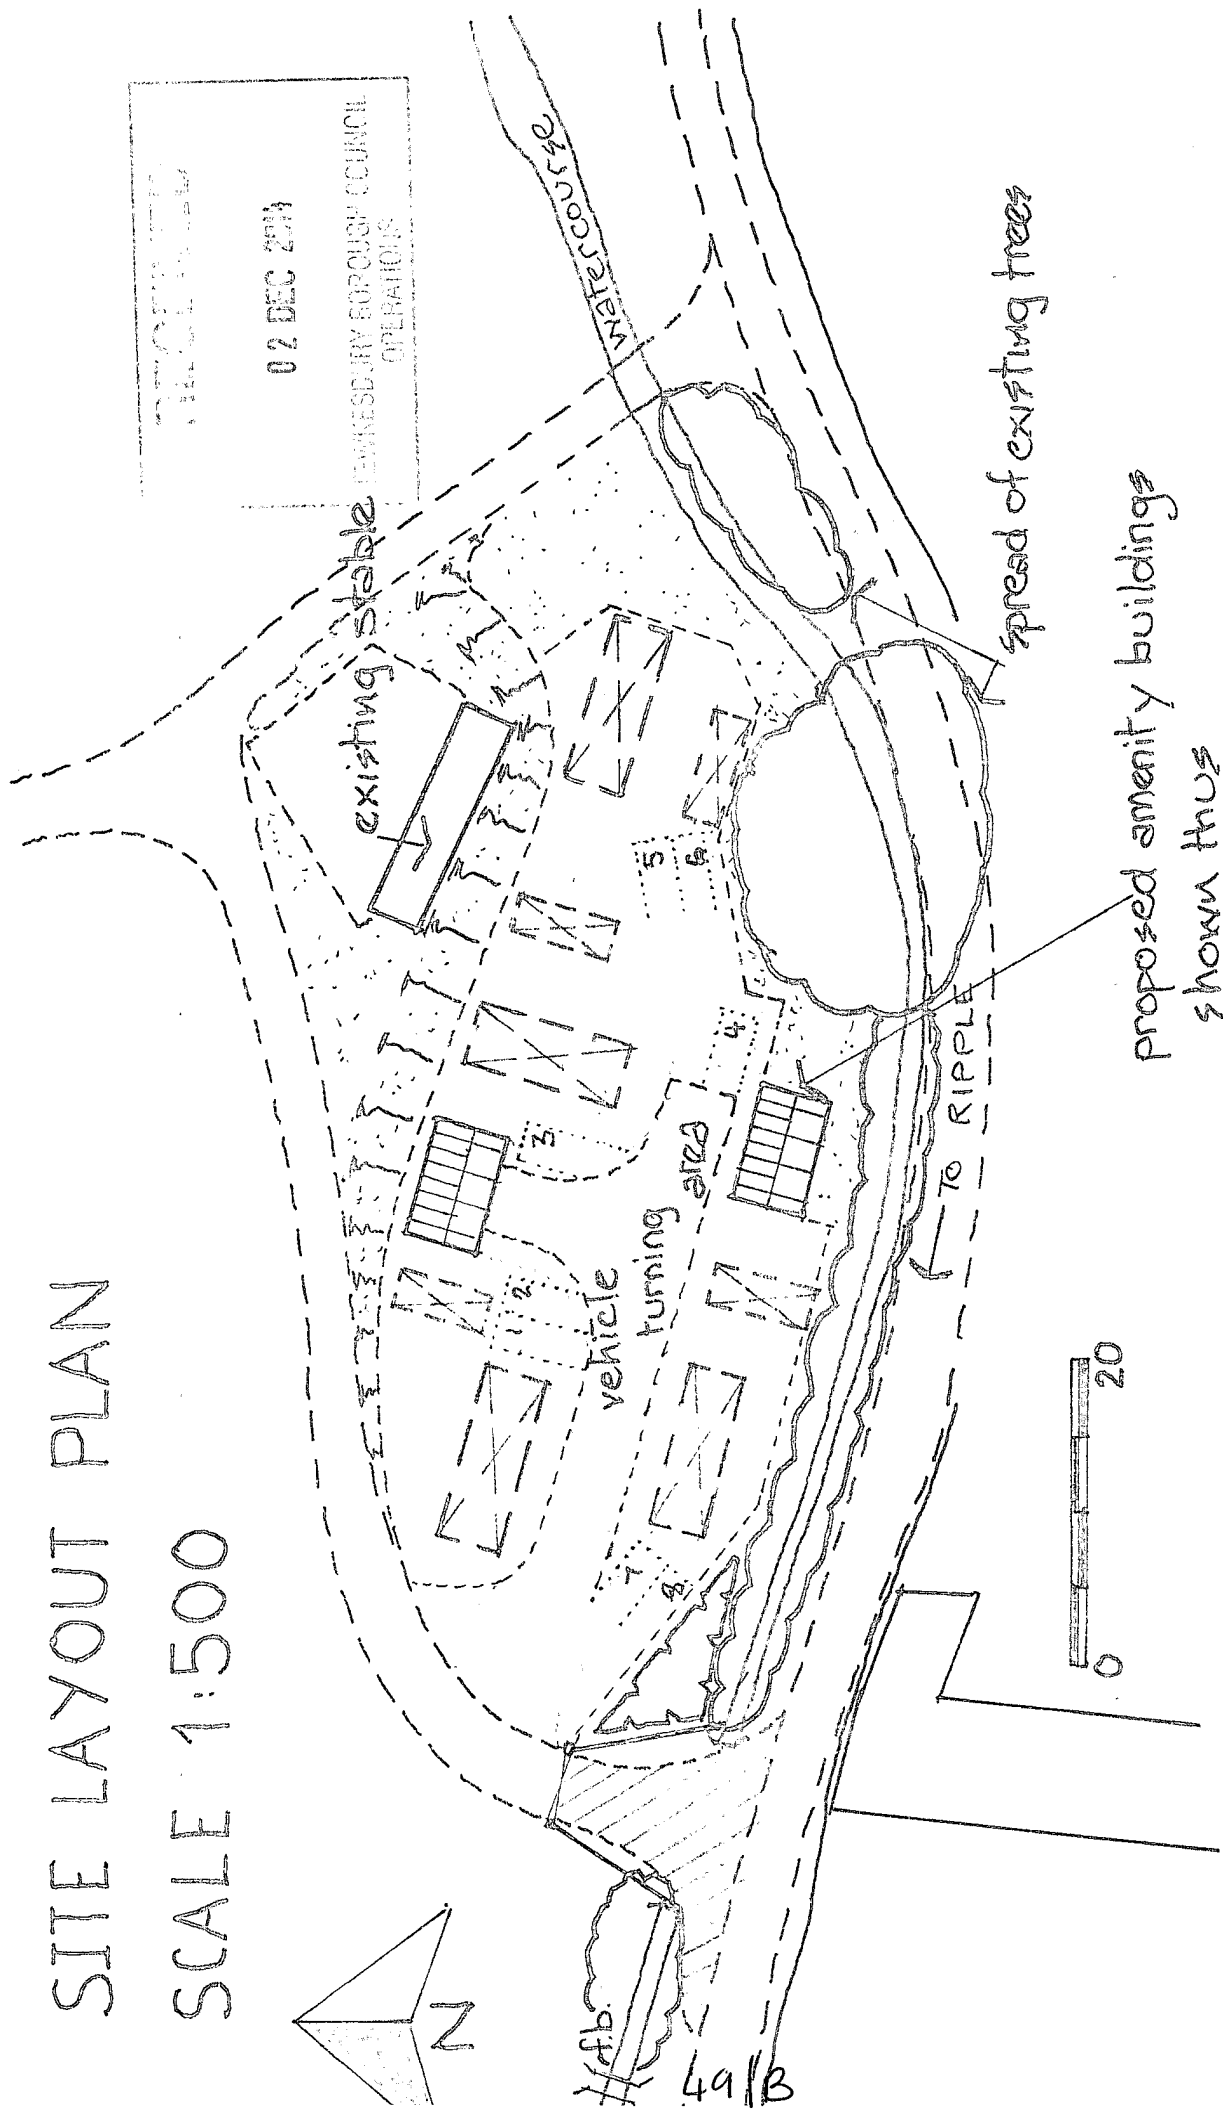 SITE LAYOUT PLAN
SCALE 1:500
N
02 DEC 2014
TEWKESBURY BOROUGH COUNCIL
OPERATIONS
existing stable
watercourse
1
2
3
4
5
6
7
8
vehicle
turning
area
spread of existing trees
proposed amenity buildings
shown thus
TO RIPPLE
f.b.
0
20
49
B